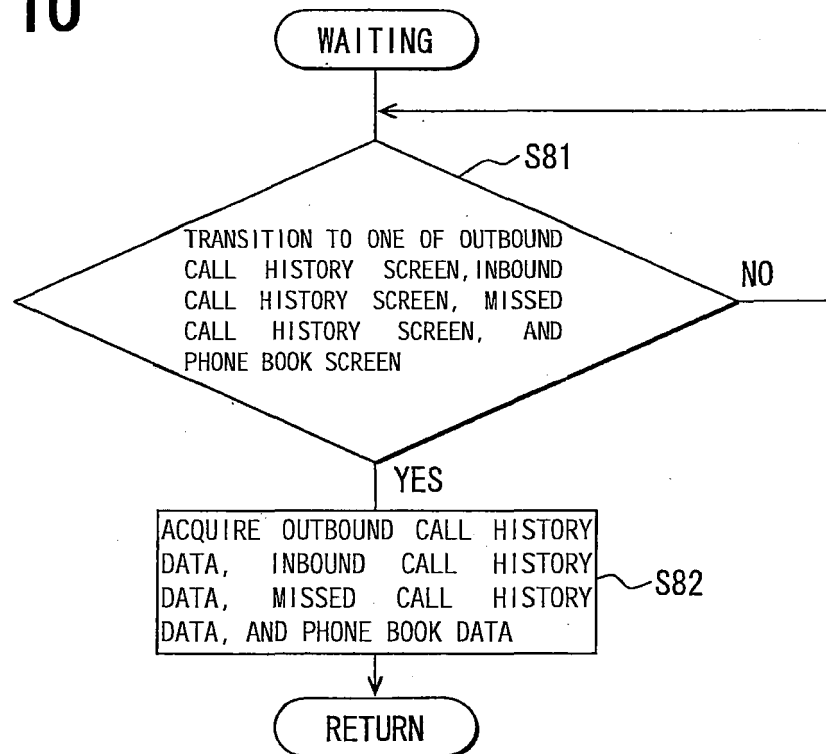 10
WAITING
S81
TRANSITION TO ONE OF OUTBOUND
CALL HISTORY SCREEN, INBOUND
CALL HISTORY SCREEN, MISSED
CALL HISTORY SCREEN, AND
PHONE BOOK SCREEN
NO
YES
ACQUIRE OUTBOUND CALL HISTORY
DATA, INBOUND CALL HISTORY
DATA, MISSED CALL HISTORY
DATA, AND PHONE BOOK DATA
S82
RETURN